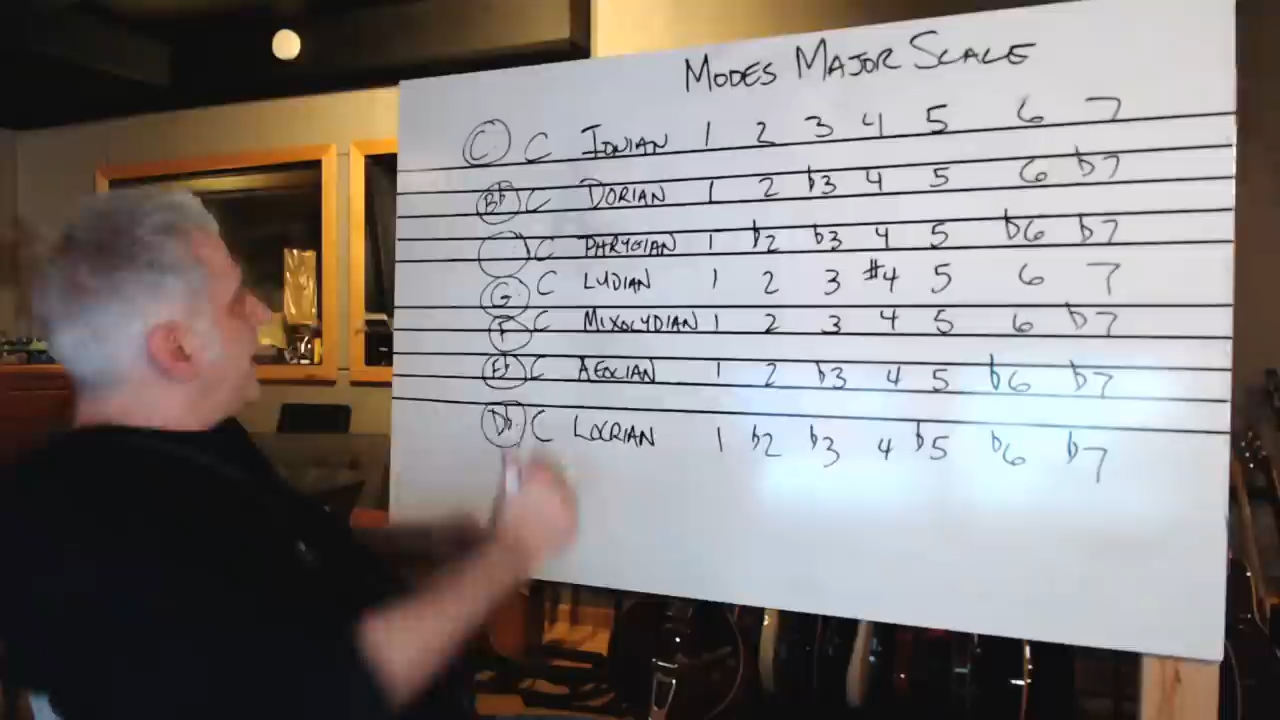 MODES MAJOR SCALE
C C IONIAN 1 2 3 4 5 6 7
B♭ C DORIAN 1 2 ♭3 4 5 6 ♭7
C PHRYGIAN 1 ♭2 ♭3 4 5 ♭6 ♭7
G C LYDIAN 1 2 3 #4 5 6 7
F C MIXOLYDIAN 1 2 3 4 5 6 ♭7
E♭ C AEOLIAN 1 2 ♭3 4 5 ♭6 ♭7
D♭ C LOCRIAN 1 ♭2 ♭3 4 ♭5 ♭6 ♭7